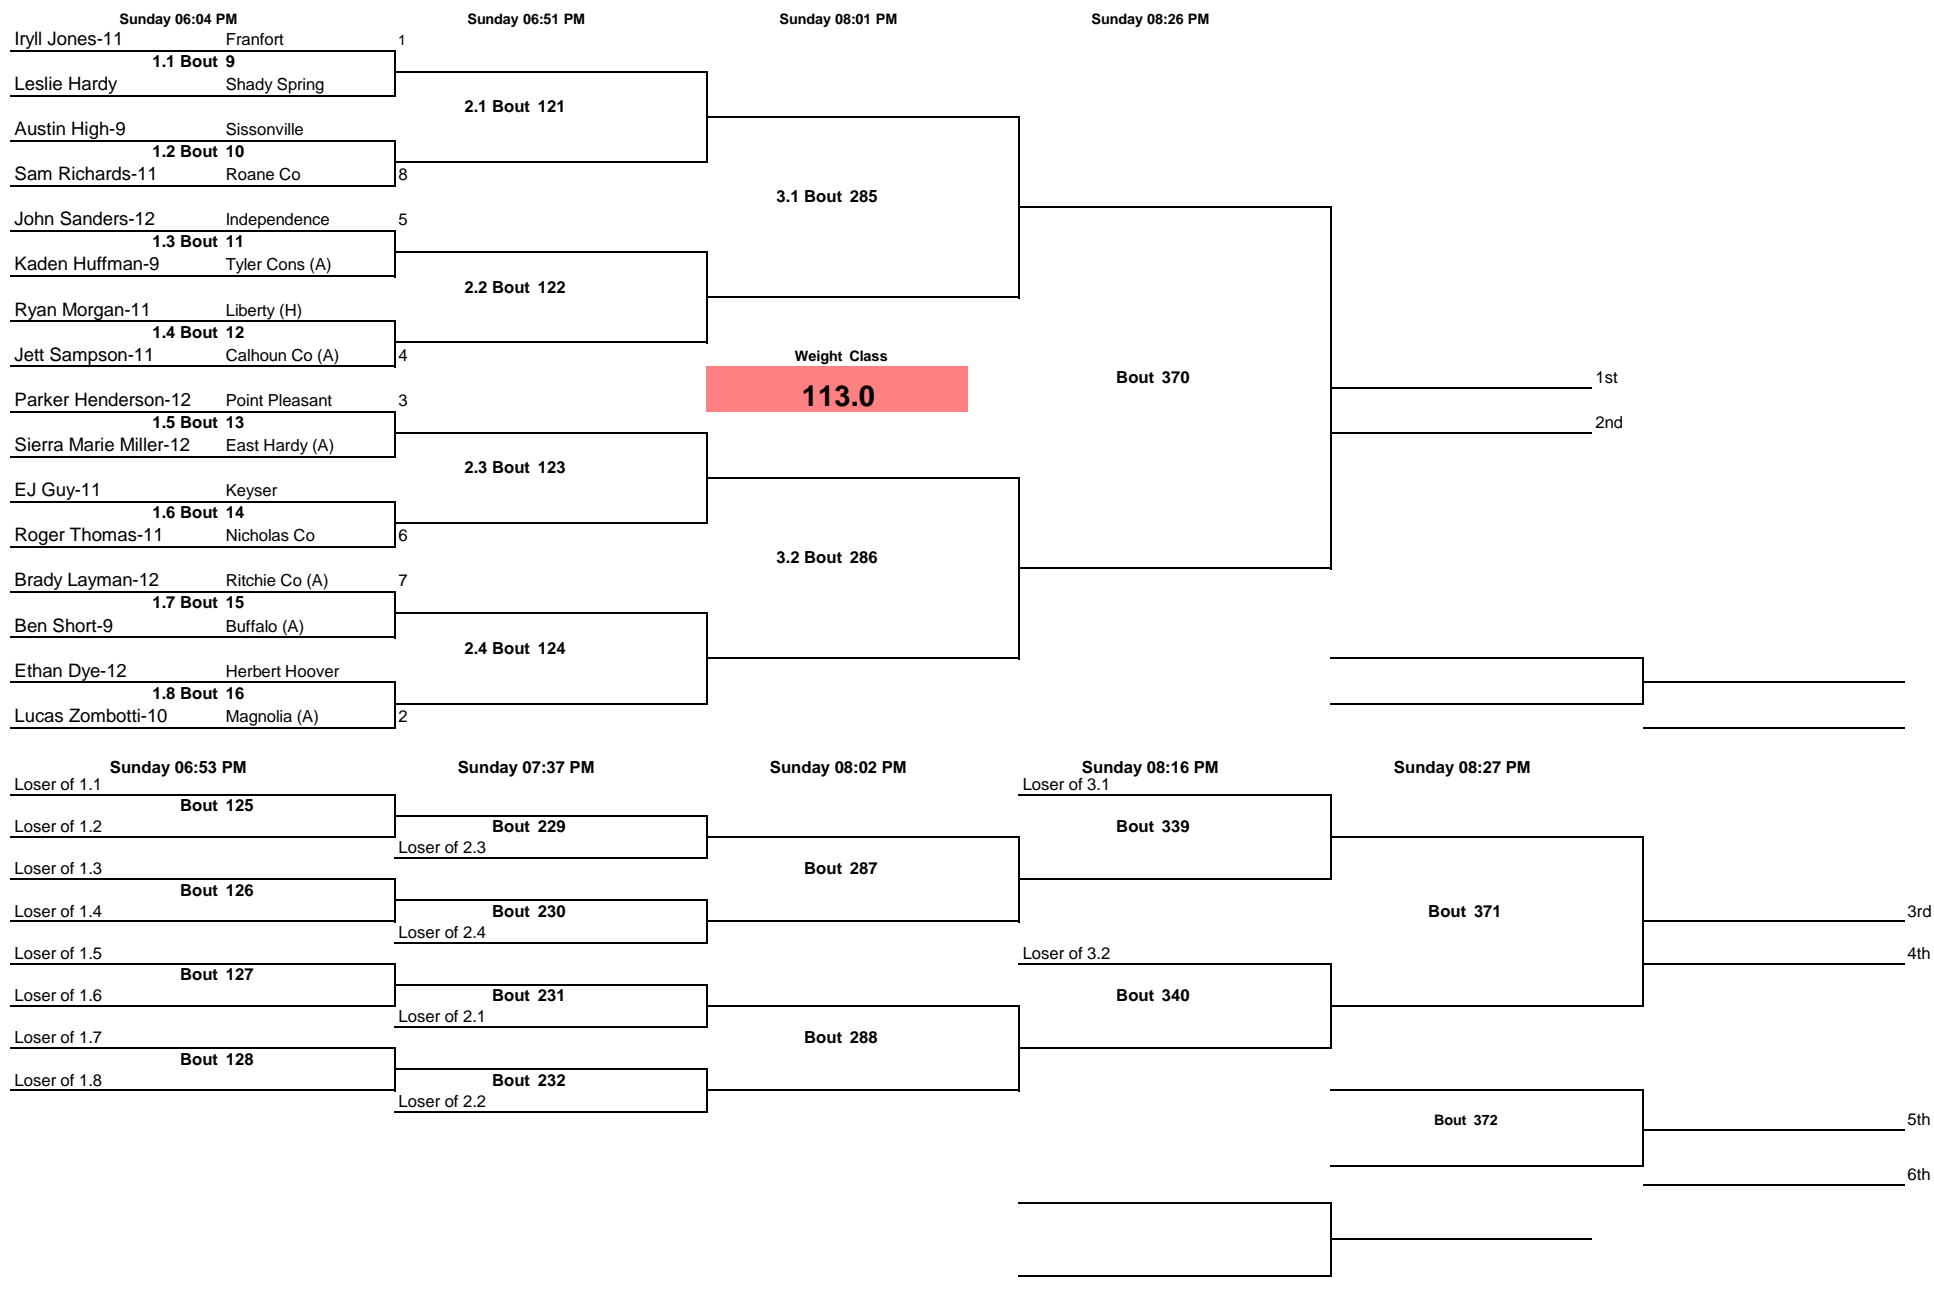 Sunday 06:04 PM Sunday 06:51 PM Sunday 08:01 PM Sunday 08:26 PM
Iryll Jones-11 Franfort 1
1.1 Bout 9
Leslie Hardy Shady Spring
2.1 Bout 121
Austin High-9 Sissonville
1.2 Bout 10
Sam Richards-11 Roane Co 8
3.1 Bout 285
John Sanders-12 Independence 5
1.3 Bout 11
Kaden Huffman-9 Tyler Cons (A)
2.2 Bout 122
Ryan Morgan-11 Liberty (H)
1.4 Bout 12
Jett Sampson-11 Calhoun Co (A) 4
Weight Class
Bout 370 1st
113.0
Parker Henderson-12 Point Pleasant 3
1.5 Bout 13 2nd
Sierra Marie Miller-12 East Hardy (A)
2.3 Bout 123
EJ Guy-11 Keyser
1.6 Bout 14
Roger Thomas-11 Nicholas Co 6
3.2 Bout 286
Brady Layman-12 Ritchie Co (A) 7
1.7 Bout 15
Ben Short-9 Buffalo (A)
2.4 Bout 124
Ethan Dye-12 Herbert Hoover
1.8 Bout 16
Lucas Zombotti-10 Magnolia (A) 2
Sunday 06:53 PM Sunday 07:37 PM Sunday 08:02 PM Sunday 08:16 PM Sunday 08:27 PM
Loser of 1.1 Loser of 3.1
Bout 125
Loser of 1.2 Bout 229 Bout 339
Loser of 2.3
Loser of 1.3 Bout 287
Bout 126
Loser of 1.4 Bout 230 Bout 371 3rd
Loser of 2.4
Loser of 1.5 Loser of 3.2 4th
Bout 127
Loser of 1.6 Bout 231 Bout 340
Loser of 2.1
Loser of 1.7 Bout 288
Bout 128
Loser of 1.8 Bout 232
Loser of 2.2
Bout 372 5th
6th